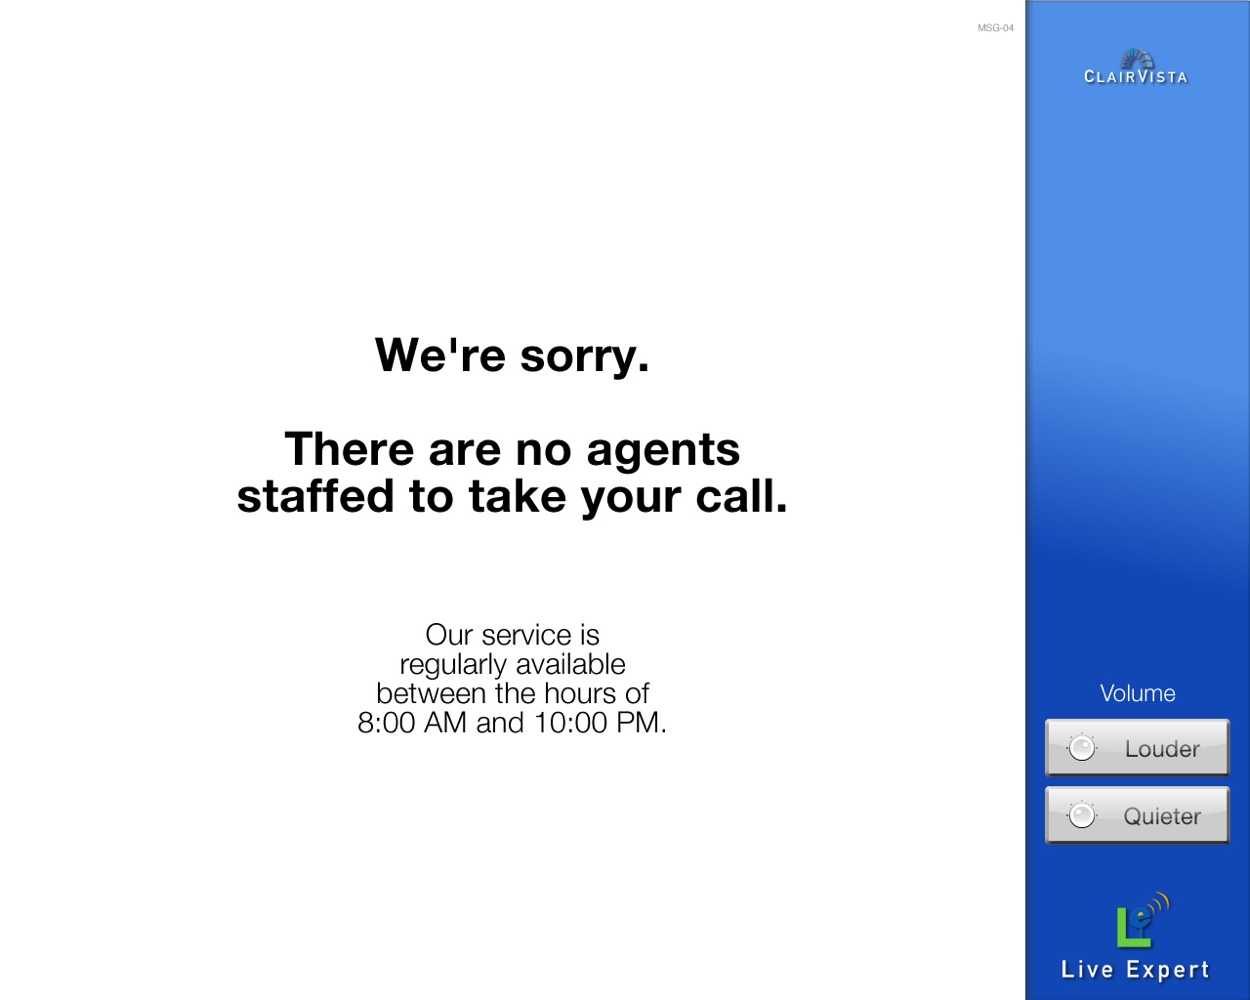 MSG-04
CLAIRVISTA
We're sorry.
There are no agents
staffed to take your call.
Our service is
regularly available
between the hours of
8:00 AM and 10:00 PM.
Volume
Louder
Quieter
Le
Live Expert